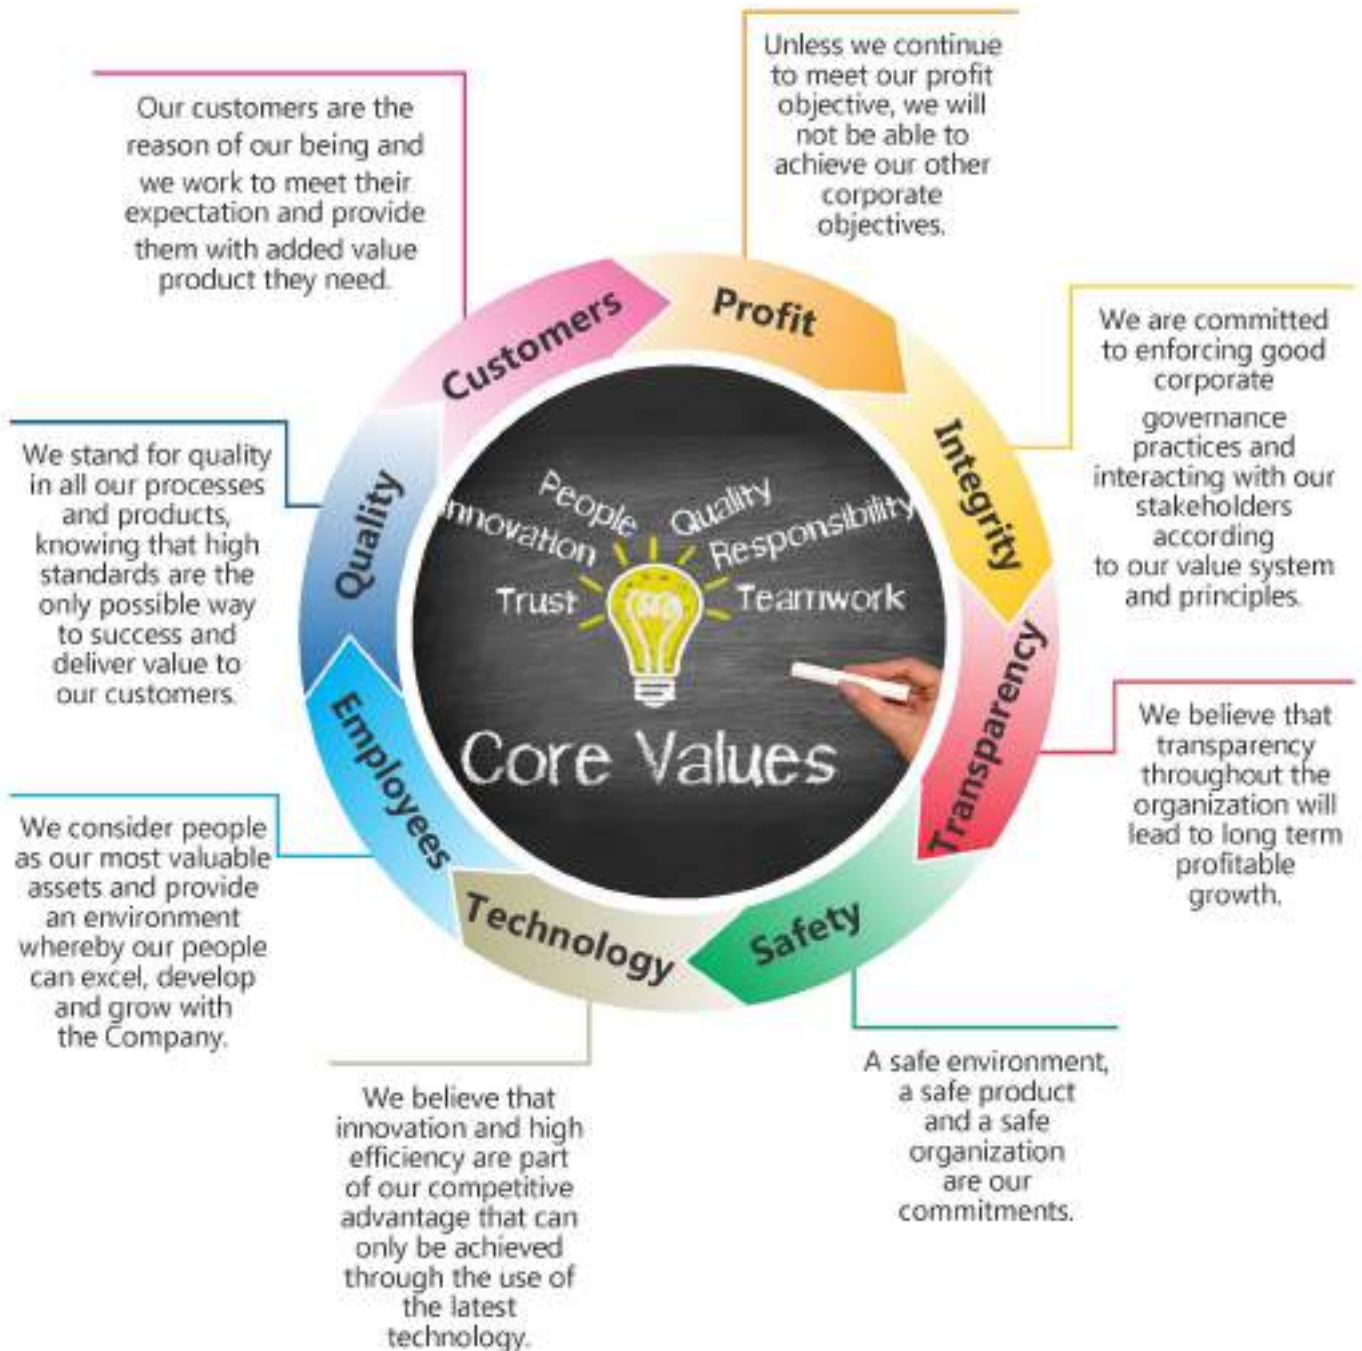 Our customers are the
reason of our being and
we work to meet their
expectation and provide
them with added value
product they need.
Unless we continue
to meet our profit
objective, we will
not be able to
achieve our other
corporate
objectives.
We are committed
to enforcing good
corporate
governance
practices and
interacting with our
stakeholders
according
to our value system
and principles.
We believe that
transparency
throughout the
organization will
lead to long term
profitable
growth.
A safe environment,
a safe product
and a safe
organization
are our
commitments.
We believe that
innovation and high
efficiency are part
of our competitive
advantage that can
only be achieved
through the use of
the latest
technology.
We consider people
as our most valuable
assets and provide
an environment
whereby our people
can excel, develop
and grow with
the Company.
We stand for quality
in all our processes
and products,
knowing that high
standards are the
only possible way
to success and
deliver value to
our customers.
Customers
Profit
Integrity
Transparency
Safety
Technology
Employees
Quality
Trust
Innovation
People
Quality
Responsibility
Teamwork
Core Values